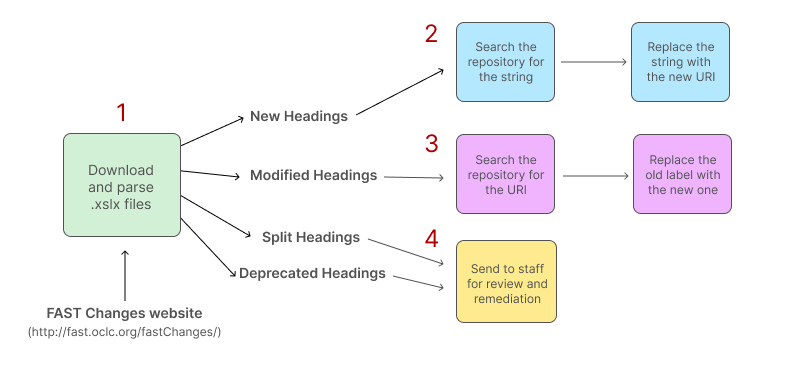 1
Download
and parse
.xslx files
FAST Changes website
(http://fast.oclc.org/fastChanges/)
New Headings
Modified Headings
Split Headings
Deprecated Headings
2
Search the
repository for
the string
Replace the
string with
the new URI
3
Search the
repository for
the URI
Replace the
old label with
the new one
4
Send to staff
for review and
remediation